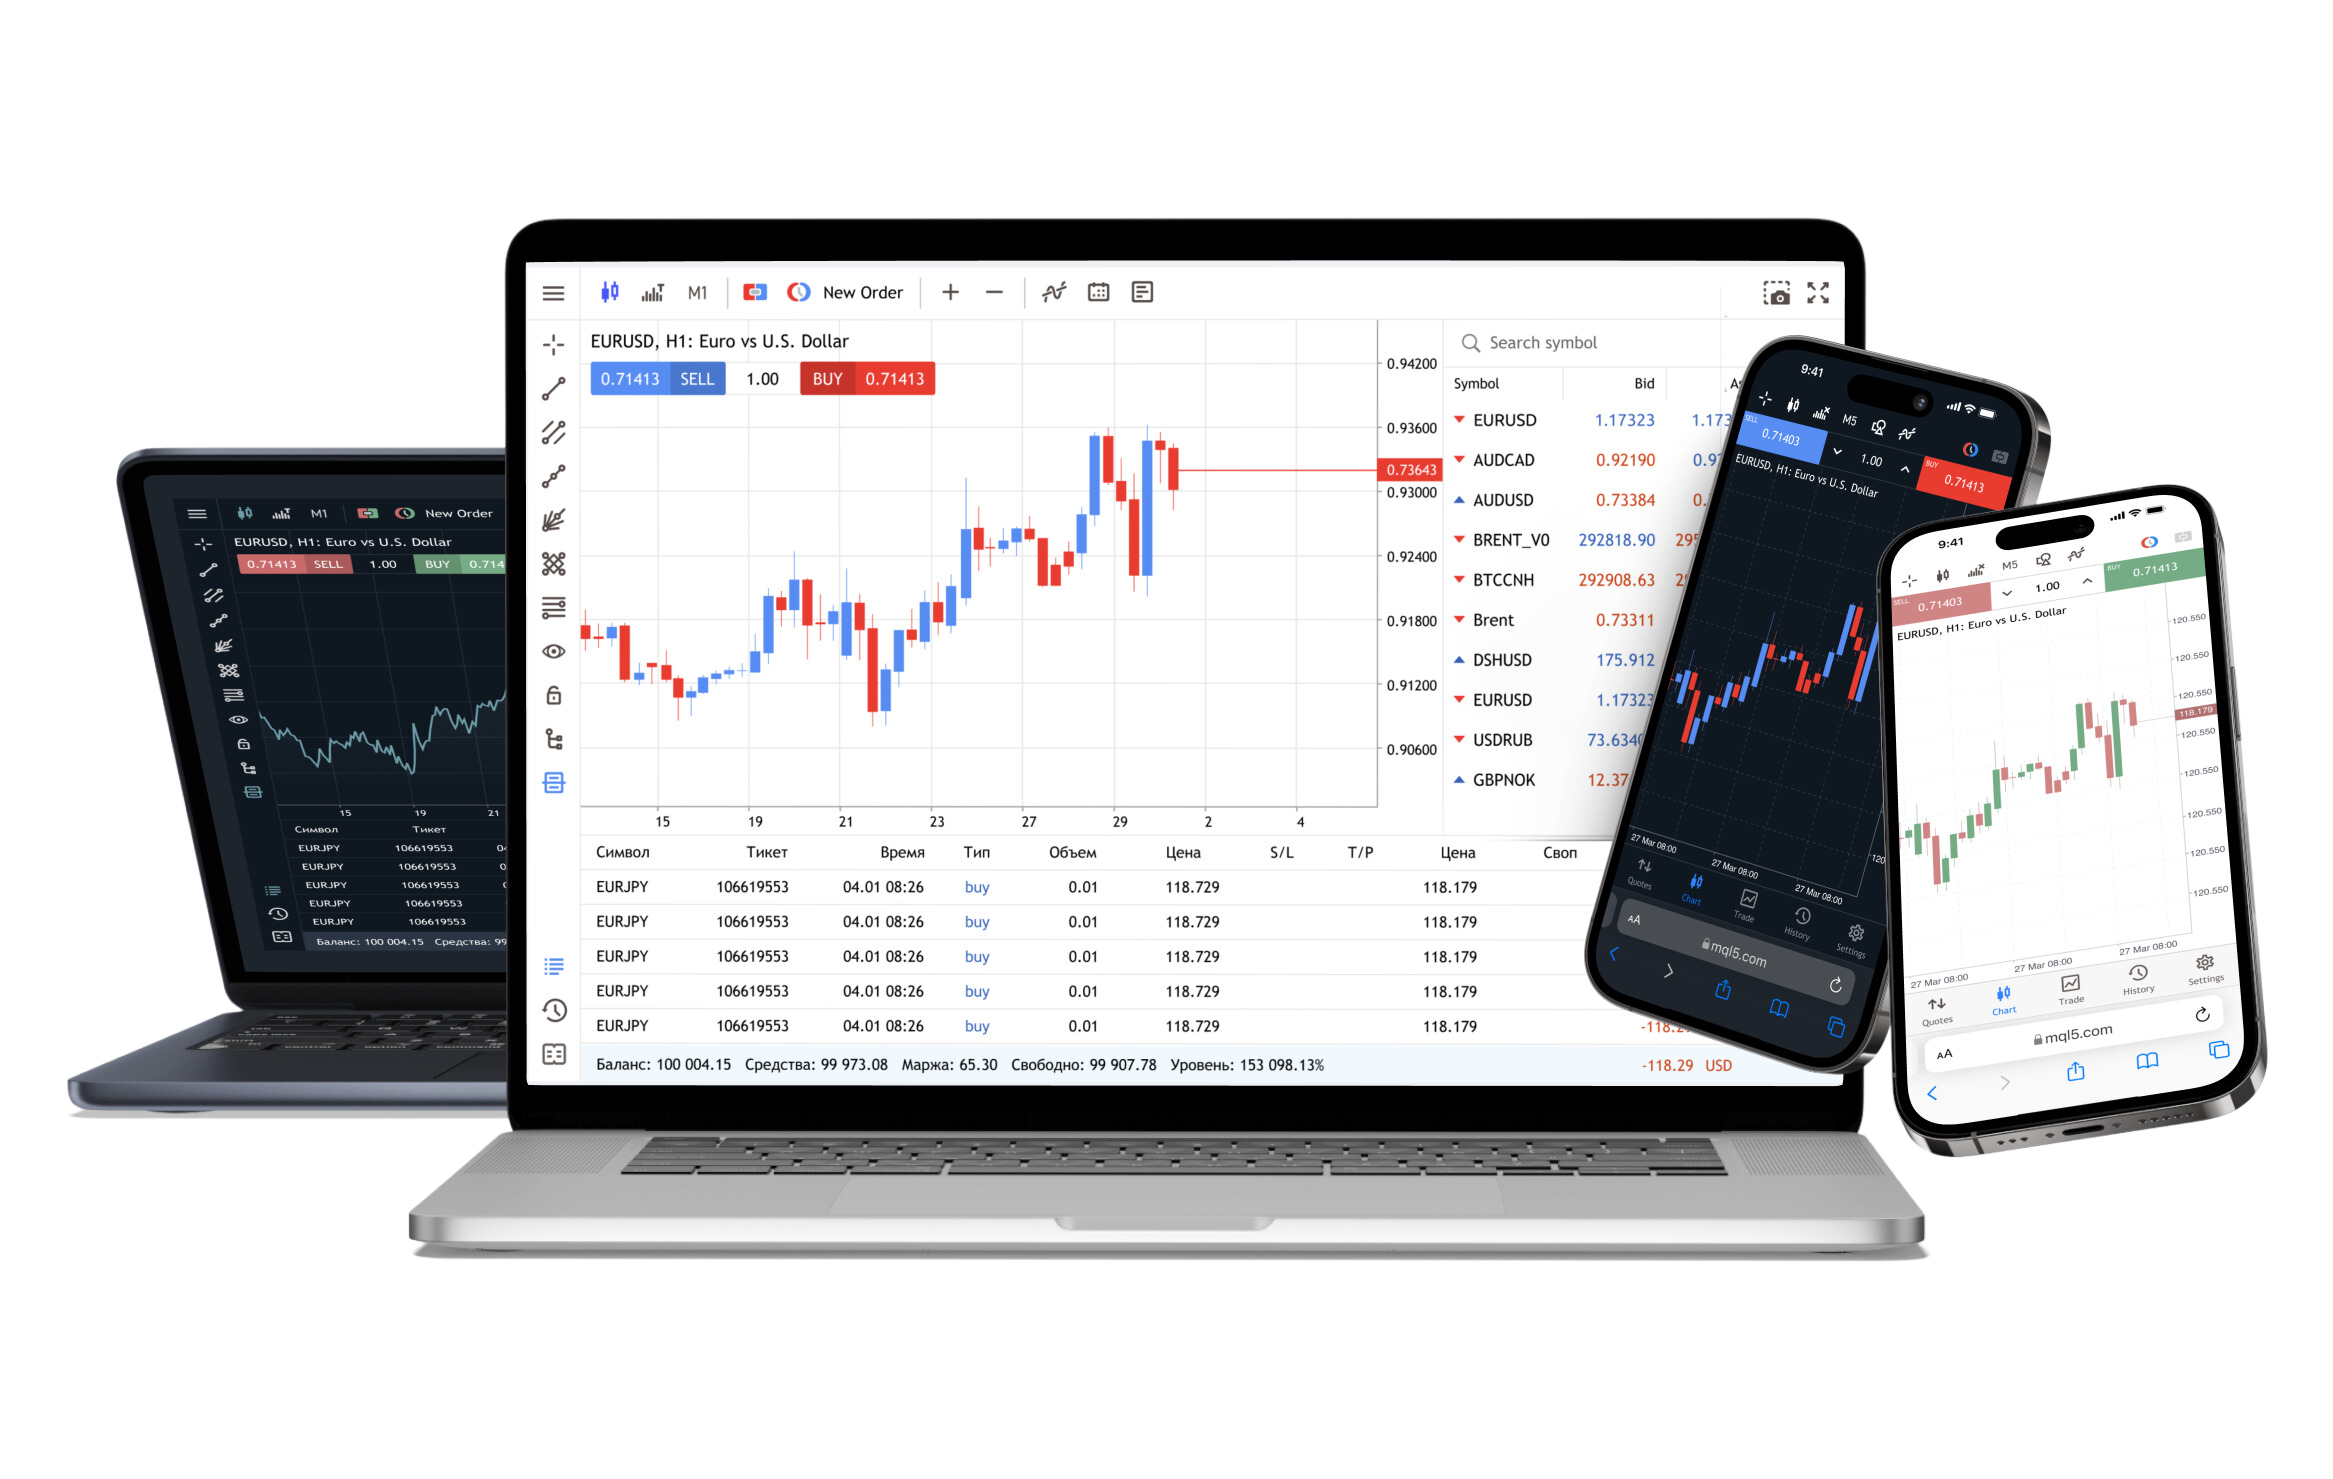 M1 New Order
EURUSD, H1: Euro vs U.S. Dollar
0.71413 SELL 1.00 BUY 0.71413
0.94200
0.93600
0.73643
0.93000
0.92400
0.91800
0.91200
0.90600
15 19 21 23 27 29 2 4
Search symbol
Symbol Bid
EURUSD 1.17323 1.173
AUDCAD 0.92190 0.9
AUDUSD 0.73384 0.
BRENT_V0 292818.90 295
BTCCNH 292908.63 2
Brent 0.73311
DSHUSD 175.912
EURUSD 1.1732
USDRUB 73.634
GBPNOK 12.37
Символ Тикет Время Тип Объем Цена S/L T/P Цена Своп
EURJPY 106619553 04.01 08:26 buy 0.01 118.729 118.179
EURJPY 106619553 04.01 08:26 buy 0.01 118.729 118.179
EURJPY 106619553 04.01 08:26 buy 0.01 118.729 118.179
EURJPY 106619553 04.01 08:26 buy 0.01 118.729 118.179
EURJPY 106619553 04.01 08:26 buy 0.01 118.729 118.179 -118.2
Баланс: 100 004.15 Средства: 99 973.08 Маржа: 65.30 Свободно: 99 907.78 Уровень: 153 098.13% -118.29 USD
M1 New Order
EURUSD, H1: Euro vs U.S. Dollar
0.71413 SELL 1.00 BUY 0.714
15 19 21
Символ Тикет
EURJPY 106619553 04
EURJPY 106619553 0
EURJPY 106619553
EURJPY 106619553
EURJPY 106619553
Баланс: 100 004.15 Средства: 99
control option command
9:41
M5
SELL 0.71403 1.00 BUY 0.71413
EURUSD, H1: Euro vs U.S. Dollar
120
27 Mar 08:00 27 Mar 08:00 27 Mar 08:00
Quotes Chart Trade History Settings
AA mql5.com
9:41
M5
SELL 0.71403 1.00 BUY 0.71413
EURUSD, H1: Euro vs U.S. Dollar
120.550
120.550
120.550
118.179
120.550
120.550
120.550
120.550
120.550
27 Mar 08:00 27 Mar 08:00 27 Mar 08:00
Quotes Chart Trade History Settings
AA mql5.com